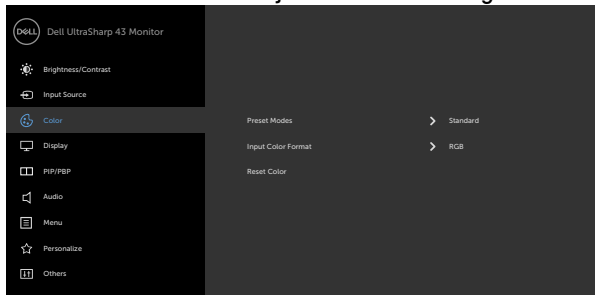 DELL Dell UltraSharp 43 Monitor
Brightness/Contrast
Input Source
Color Preset Modes Standard
Display Input Color Format RGB
PIP/PBP Reset Color
Audio
Menu
Personalize
Others